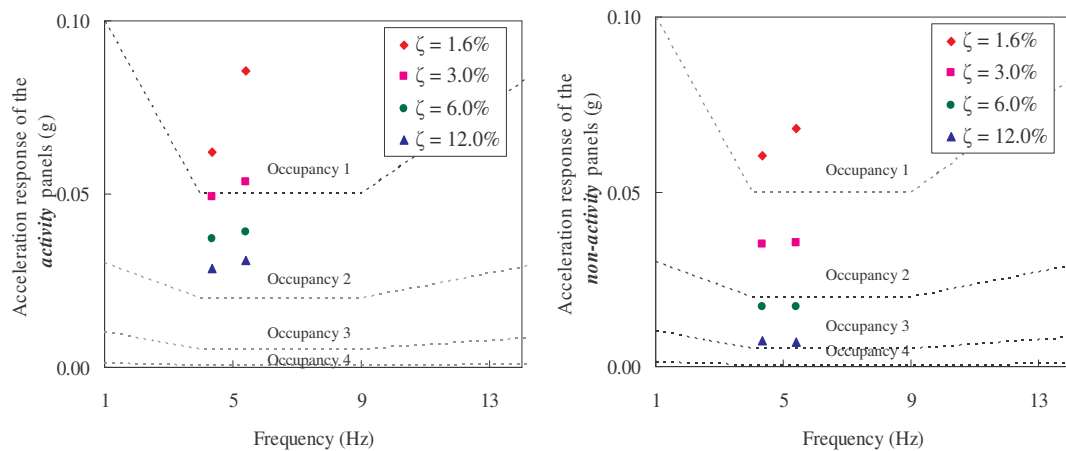 Acceleration response of the
activity panels (g)
0.10
0.05
0.00
ζ = 1.6%
ζ = 3.0%
ζ = 6.0%
ζ = 12.0%
Occupancy 1
Occupancy 2
Occupancy 3
Occupancy 4
1
5
9
13
Frequency (Hz)
Acceleration response of the
non-activity panels (g)
0.10
0.05
0.00
ζ = 1.6%
ζ = 3.0%
ζ = 6.0%
ζ = 12.0%
Occupancy 1
Occupancy 2
Occupancy 3
Occupancy 4
1
5
9
13
Frequency (Hz)